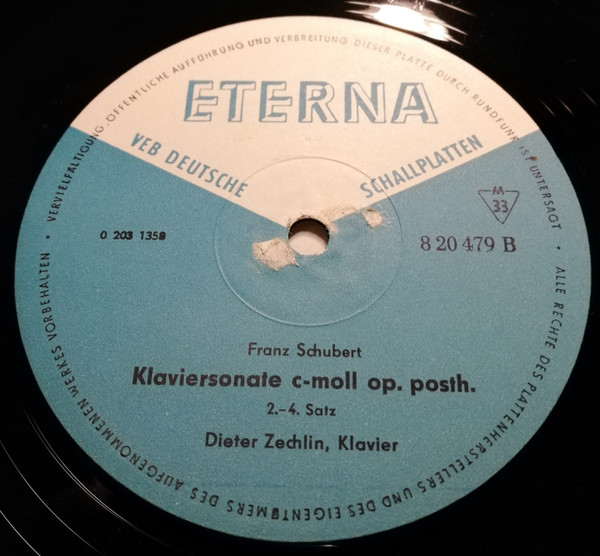 ETERNA
VEB DEUTSCHE SCHALLPLATTEN
M
33
0 203 1358
8 20 479 B
Franz Schubert
Klaviersonate c-moll op. posth.
2.–4. Satz
Dieter Zechlin, Klavier
ALLE RECHTE DES PLATTENHERSTELLERS UND DES EIGENTÜMERS DES AUFGENOMMENEN WERKES VORBEHALTEN • VERVIELFÄLTIGUNG, ÖFFENTLICHE AUFFÜHRUNG UND VERBREITUNG DIESER PLATTE DURCH RUNDFUNK IST UNTERSAGT •